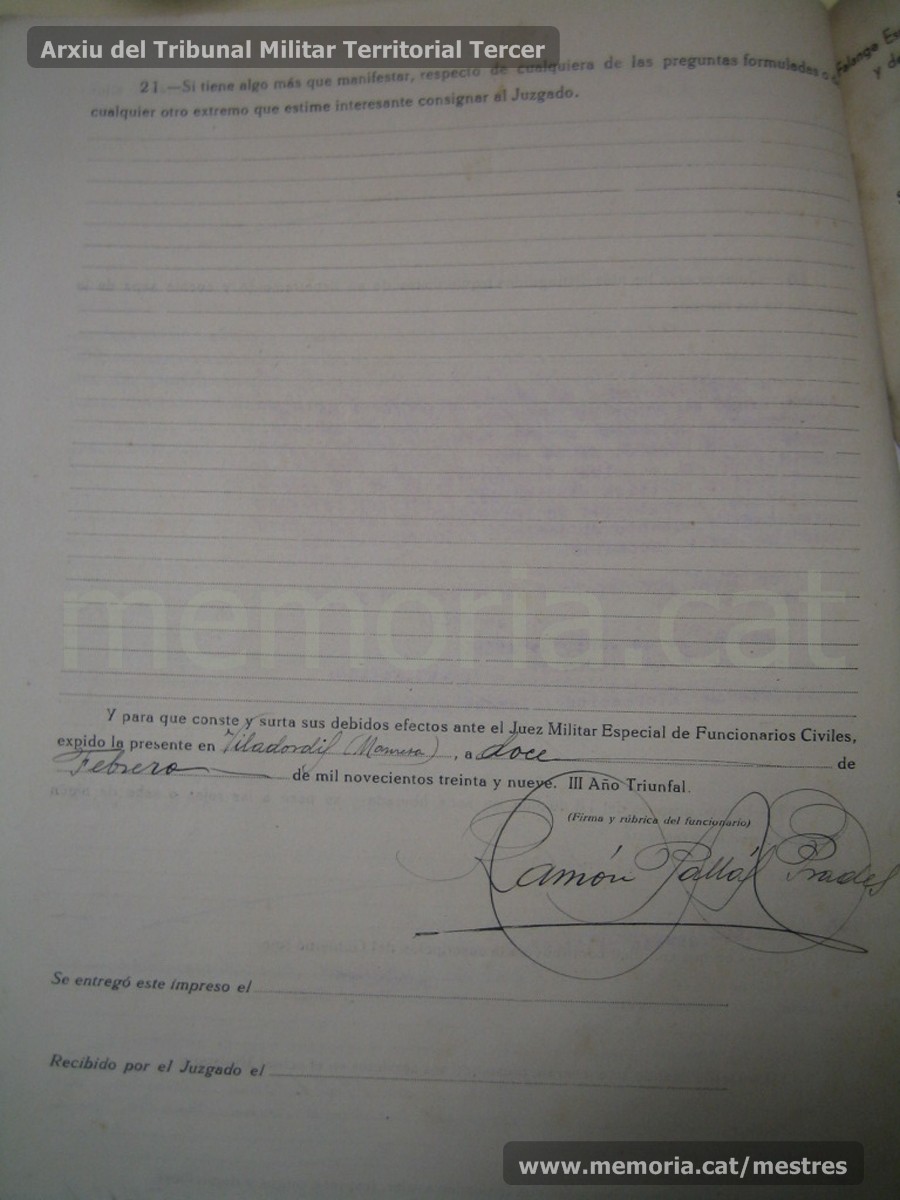 Arxiu del Tribunal Militar Territorial Tercer
21.—Si tiene algo más que manifestar, respecto de cualquiera de las preguntas formuladas o de
cualquier otro extremo que estime interesante consignar al Juzgado.
Falange Es
y de
memoria.cat
Y para que conste y surta sus debidos efectos ante el Juez Militar Especial de Funcionarios Civiles,
expido la presente en Viladordis (Manresa), a doce de
Febrero de mil novecientos treinta y nueve. III Año Triunfal.
(Firma y rúbrica del funcionario)
Ramón Pallás Prades
Se entregó este impreso el
Recibido por el Juzgado el
www.memoria.cat/mestres